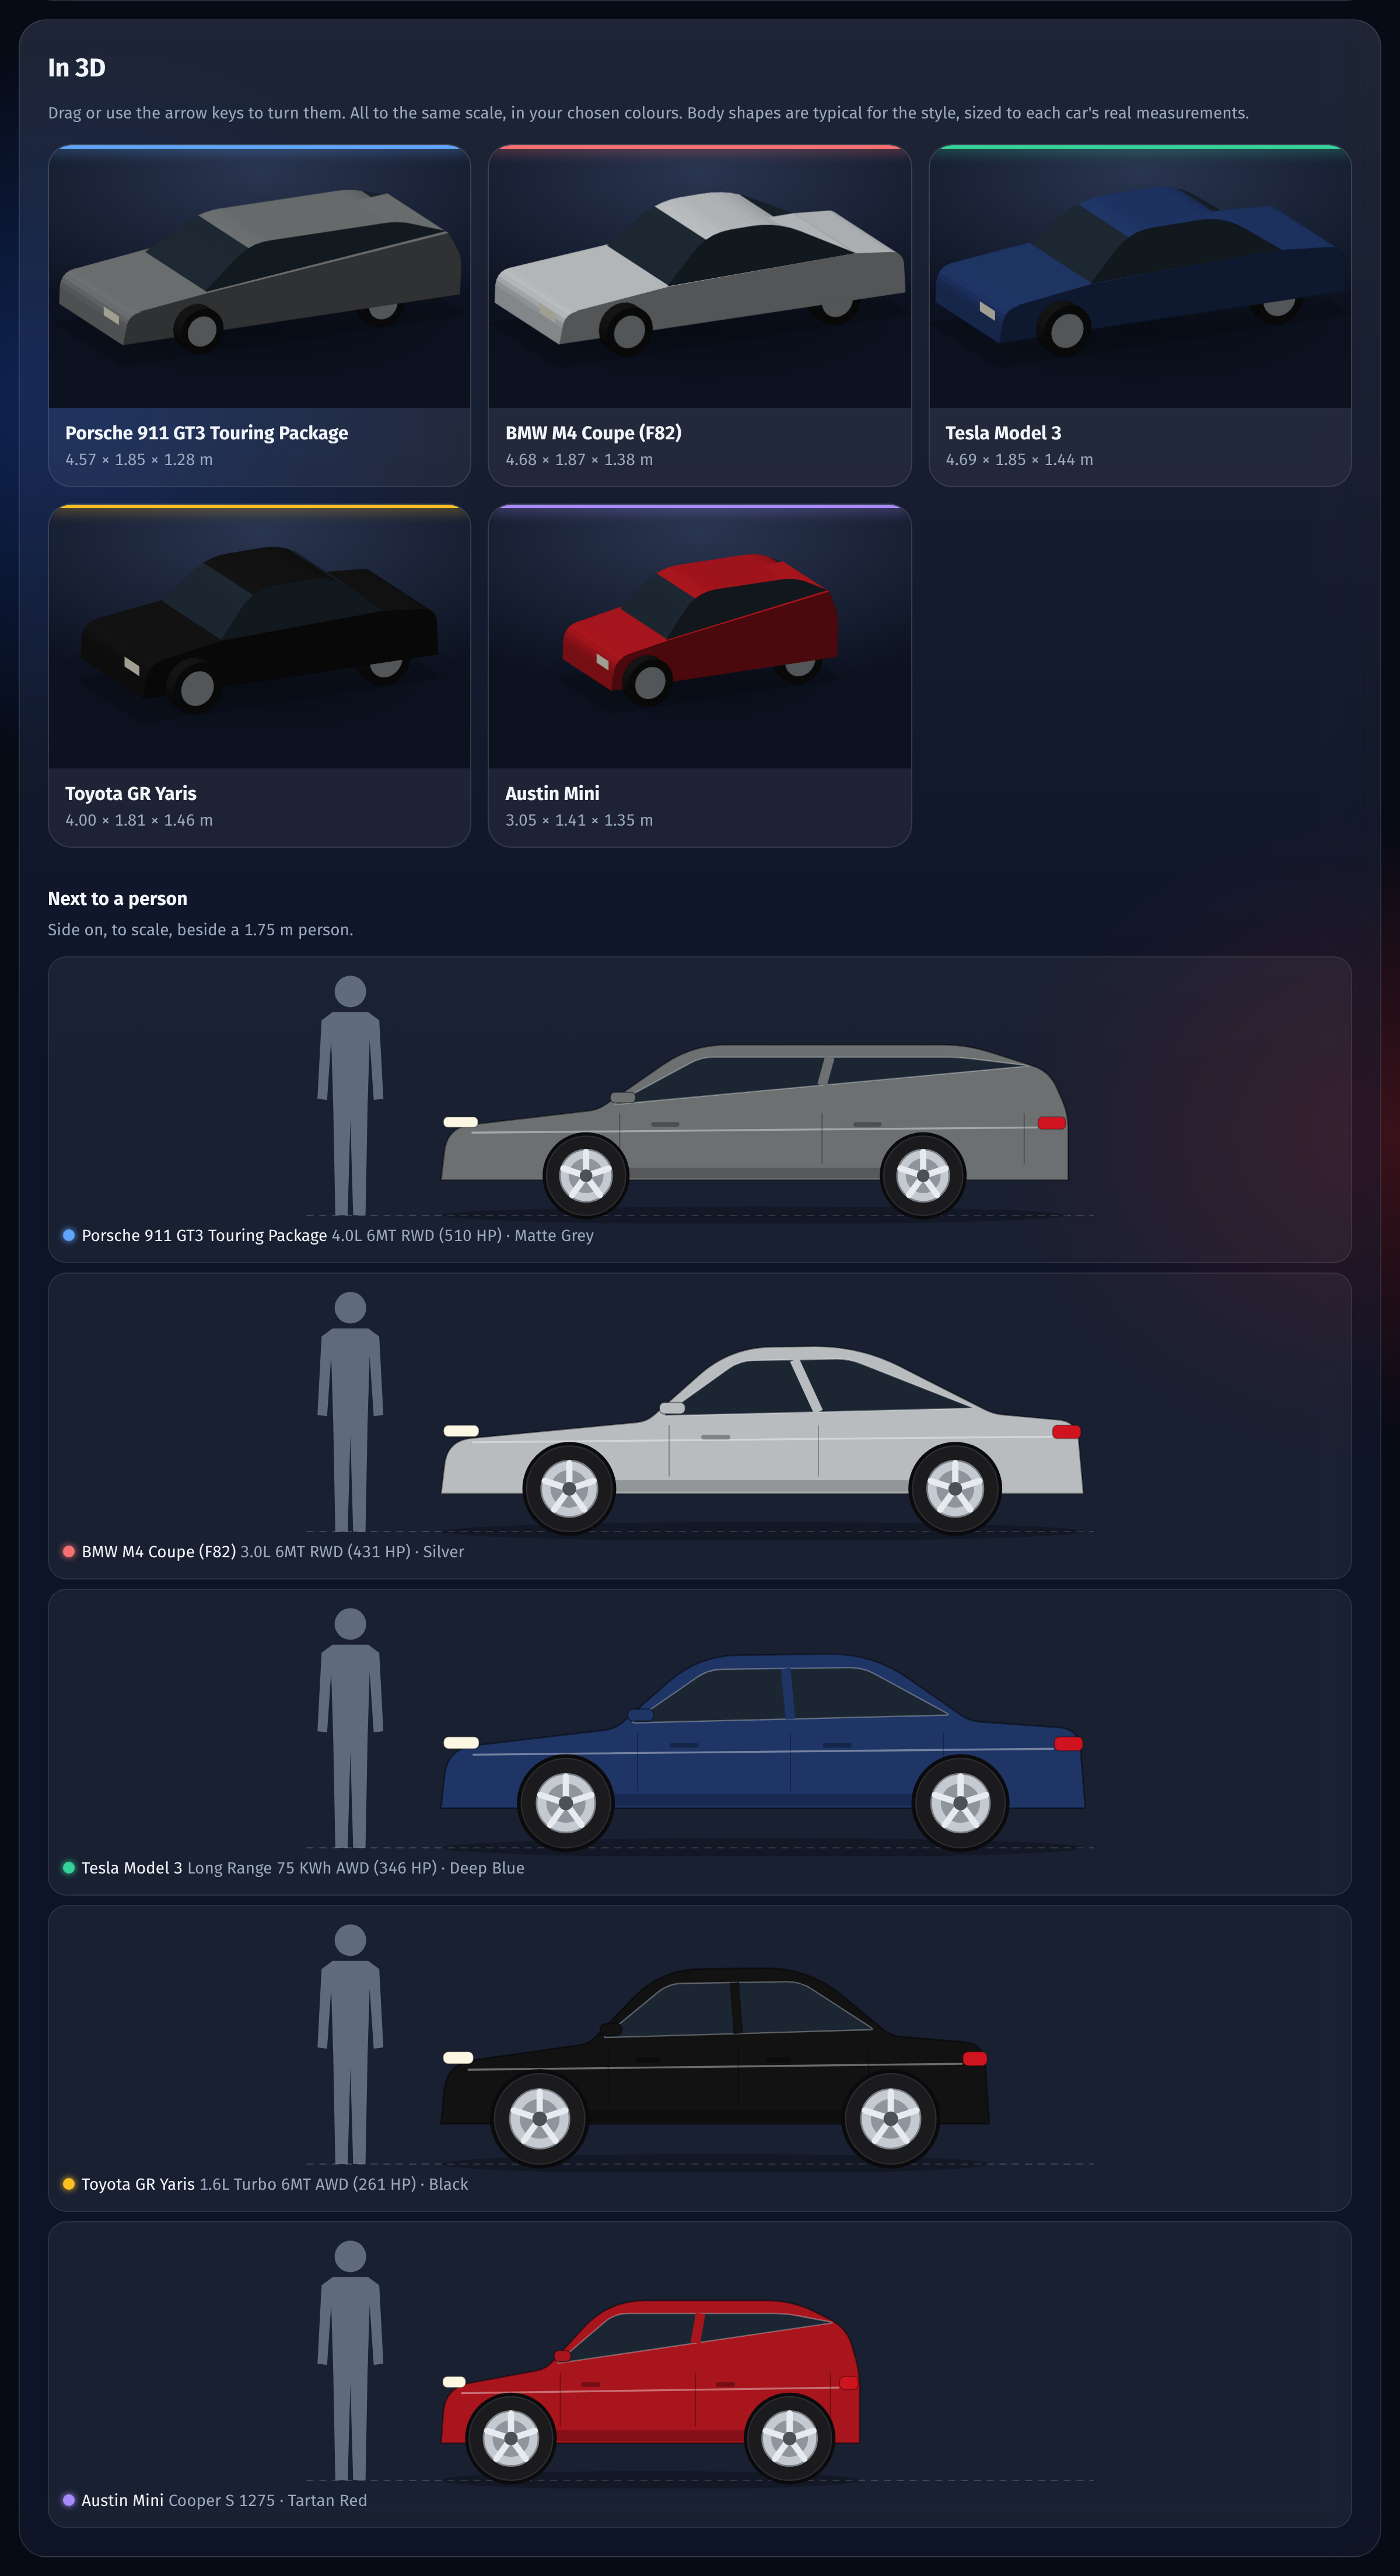 In 3D
Drag or use the arrow keys to turn them. All to the same scale, in your chosen colours. Body shapes are typical for the style, sized to each car's real measurements.
Porsche 911 GT3 Touring Package
4.57 × 1.85 × 1.28 m
BMW M4 Coupe (F82)
4.68 × 1.87 × 1.38 m
Tesla Model 3
4.69 × 1.85 × 1.44 m
Toyota GR Yaris
4.00 × 1.81 × 1.46 m
Austin Mini
3.05 × 1.41 × 1.35 m
Next to a person
Side on, to scale, beside a 1.75 m person.
Porsche 911 GT3 Touring Package 4.0L 6MT RWD (510 HP) · Matte Grey
BMW M4 Coupe (F82) 3.0L 6MT RWD (431 HP) · Silver
Tesla Model 3 Long Range 75 KWh AWD (346 HP) · Deep Blue
Toyota GR Yaris 1.6L Turbo 6MT AWD (261 HP) · Black
Austin Mini Cooper S 1275 · Tartan Red